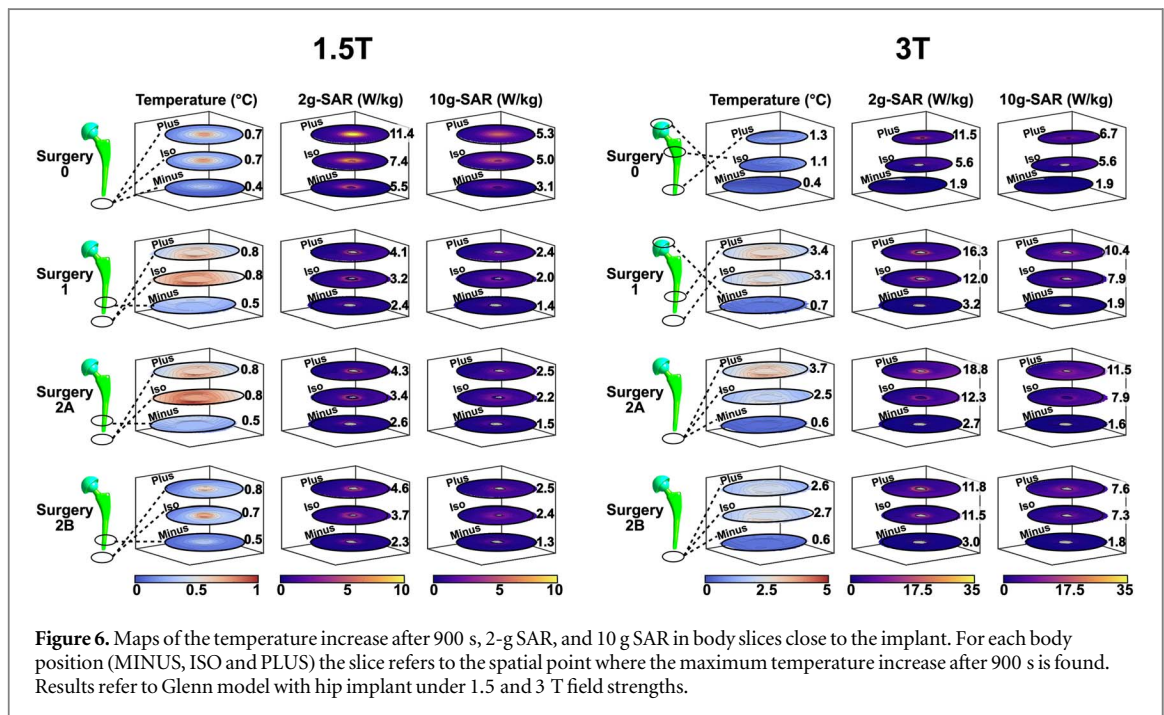 1.5T
3T
Temperature (°C) 2g-SAR (W/kg) 10g-SAR (W/kg)
Temperature (°C) 2g-SAR (W/kg) 10g-SAR (W/kg)
Surgery
0
Plus 0.7 Plus 11.4 Plus 5.3
Iso 0.7 Iso 7.4 Iso 5.0
Minus 0.4 Minus 5.5 Minus 3.1
Surgery
0
Plus 1.3 Plus 11.5 Plus 6.7
Iso 1.1 Iso 5.6 Iso 5.6
Minus 0.4 Minus 1.9 Minus 1.9
Surgery
1
Plus 0.8 Plus 4.1 Plus 2.4
Iso 0.8 Iso 3.2 Iso 2.0
Minus 0.5 Minus 2.4 Minus 1.4
Surgery
1
Plus 3.4 Plus 16.3 Plus 10.4
Iso 3.1 Iso 12.0 Iso 7.9
Minus 0.7 Minus 3.2 Minus 1.9
Surgery
2A
Plus 0.8 Plus 4.3 Plus 2.5
Iso 0.8 Iso 3.4 Iso 2.2
Minus 0.5 Minus 2.6 Minus 1.5
Surgery
2A
Plus 3.7 Plus 18.8 Plus 11.5
Iso 2.5 Iso 12.3 Iso 7.9
Minus 0.6 Minus 2.7 Minus 1.6
Surgery
2B
Plus 0.8 Plus 4.6 Plus 2.5
Iso 0.7 Iso 3.7 Iso 2.4
Minus 0.5 Minus 2.3 Minus 1.3
Surgery
2B
Plus 2.6 Plus 11.8 Plus 7.6
Iso 2.7 Iso 11.5 Iso 7.3
Minus 0.6 Minus 3.0 Minus 1.8
0 0.5 1 0 5 10 0 5 10
0 2.5 5 0 17.5 35 0 17.5 35
Figure 6. Maps of the temperature increase after 900 s, 2-g SAR, and 10 g SAR in body slices close to the implant. For each body
position (MINUS, ISO and PLUS) the slice refers to the spatial point where the maximum temperature increase after 900 s is found.
Results refer to Glenn model with hip implant under 1.5 and 3 T field strengths.